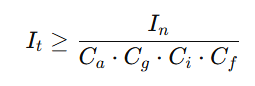 I_t ≥ I_n / (C_a · C_g · C_i · C_f)